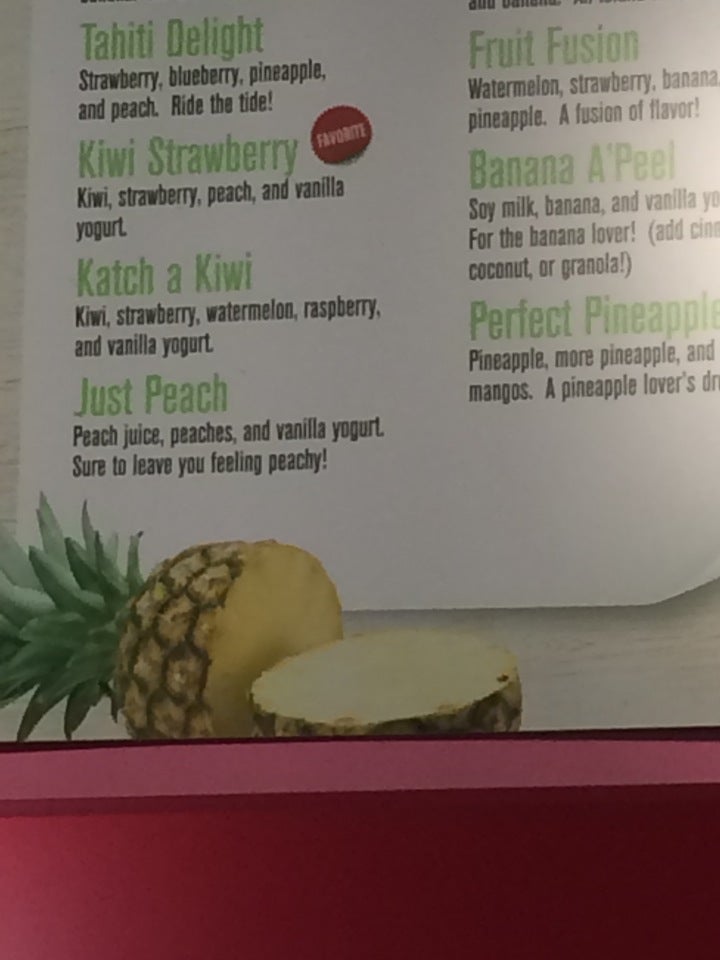 Tahiti Delight
Strawberry, blueberry, pineapple,
and peach. Ride the tide!
Kiwi Strawberry
FAVORITE
Kiwi, strawberry, peach, and vanilla
yogurt.
Katch a Kiwi
Kiwi, strawberry, watermelon, raspberry,
and vanilla yogurt.
Just Peach
Peach juice, peaches, and vanilla yogurt.
Sure to leave you feeling peachy!
and banana.
Fruit Fusion
Watermelon, strawberry, banana,
pineapple. A fusion of flavor!
Banana A'Peel
Soy milk, banana, and vanilla
For the banana lover! (add
coconut, or granola!)
Perfect Pineapple
Pineapple, more pineapple, and
mangos. A pineapple lover's